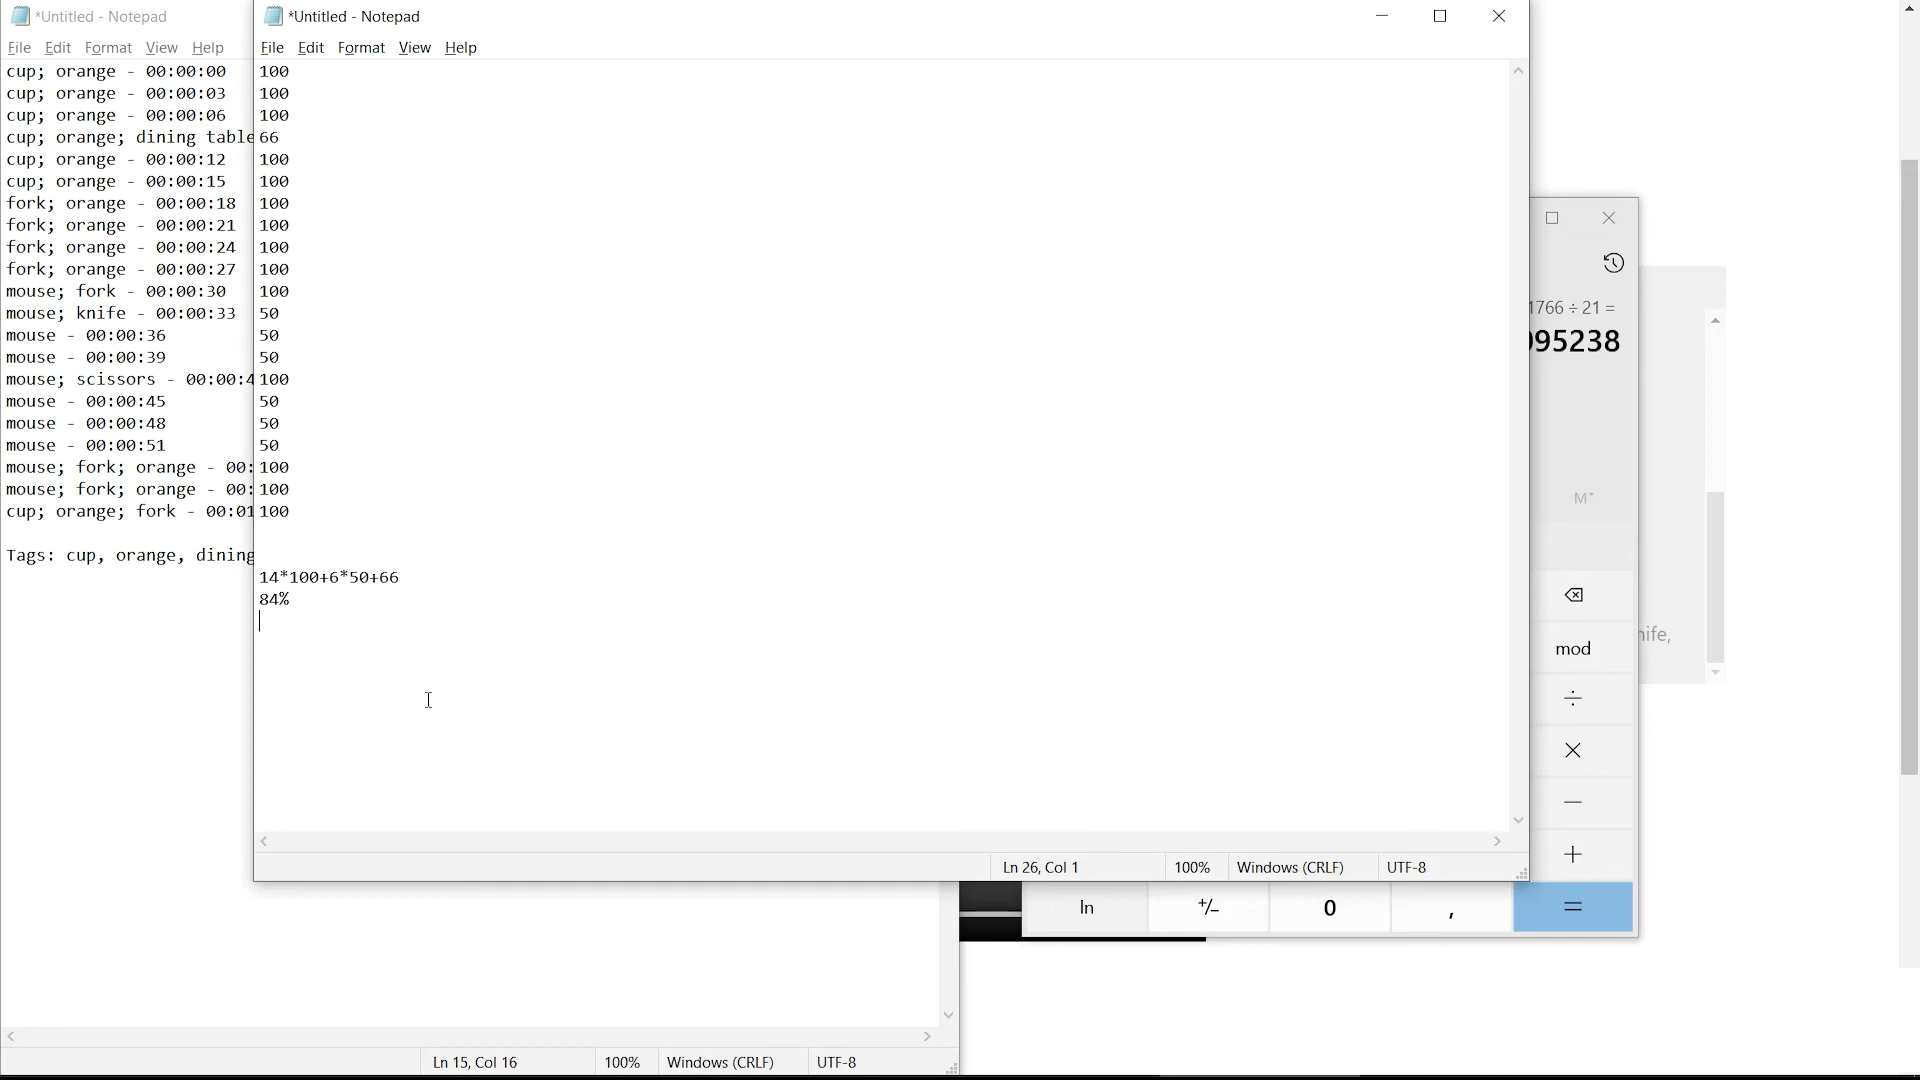 *Untitled - Notepad
File Edit Format View Help
cup; orange - 00:00:00
cup; orange - 00:00:03
cup; orange - 00:00:06
cup; orange; dining table
cup; orange - 00:00:12
cup; orange - 00:00:15
fork; orange - 00:00:18
fork; orange - 00:00:21
fork; orange - 00:00:24
fork; orange - 00:00:27
mouse; fork - 00:00:30
mouse; knife - 00:00:33
mouse - 00:00:36
mouse - 00:00:39
mouse; scissors - 00:00:4
mouse - 00:00:45
mouse - 00:00:48
mouse - 00:00:51
mouse; fork; orange - 00:
mouse; fork; orange - 00:
cup; orange; fork - 00:01
Tags: cup, orange, dining
Ln 15, Col 16
100%
Windows (CRLF)
UTF-8
*Untitled - Notepad
File Edit Format View Help
100
100
100
66
100
100
100
100
100
100
100
50
50
50
100
50
50
50
100
100
100
14*100+6*50+66
84%
Ln 26, Col 1
100%
Windows (CRLF)
UTF-8
1766 ÷ 21 =
095238
M˅
mod
÷
×
−
+
ln
+/−
0
,
=
nife,